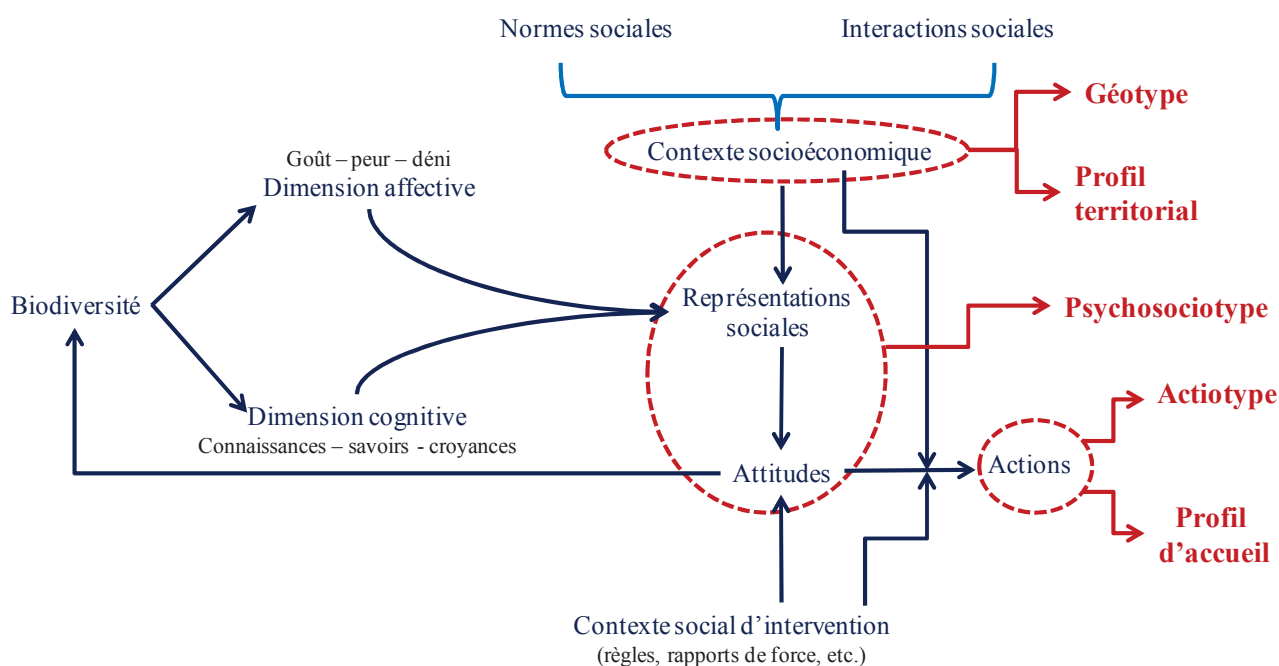 Normes sociales
Interactions sociales
Géotype
Contexte socioéconomique
Goût – peur – déni
Dimension affective
Profil
territorial
Biodiversité
Représentations
sociales
Psychosociotype
Dimension cognitive
Connaissances – savoirs - croyances
Actiotype
Attitudes
Actions
Profil
d’accueil
Contexte social d’intervention
(règles, rapports de force, etc.)